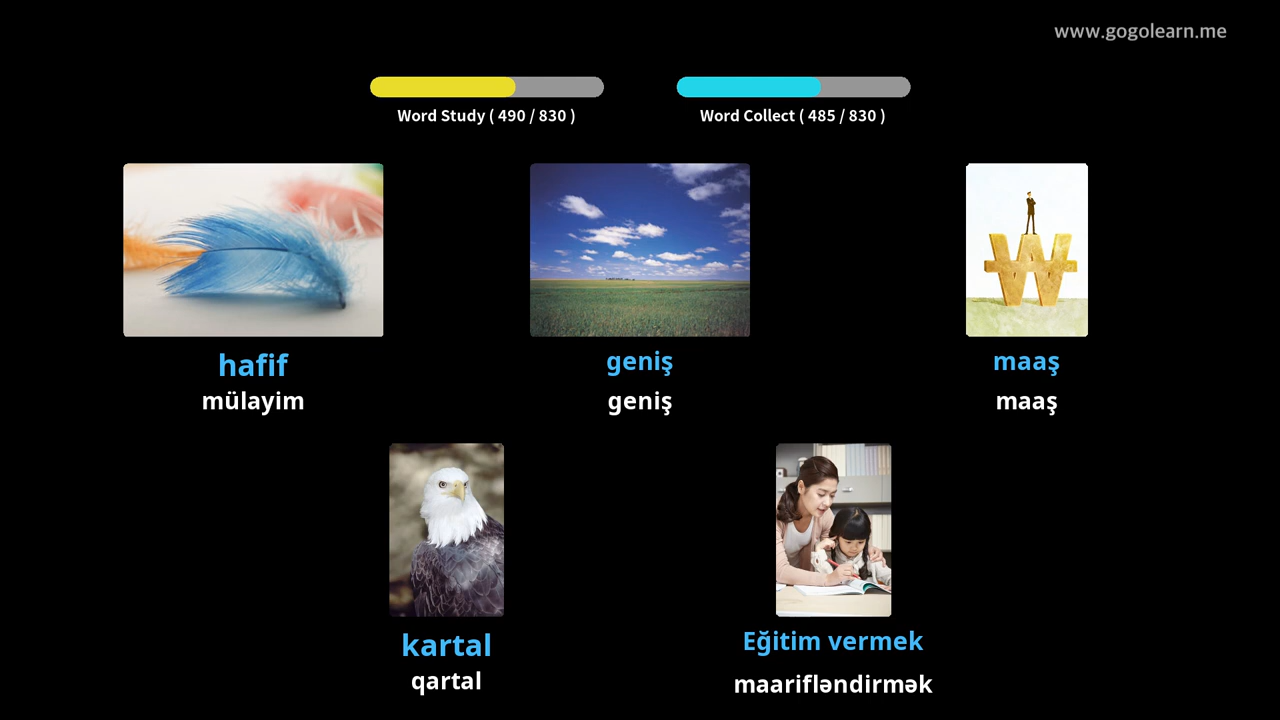 www.gogolearn.me
Word Study ( 490 / 830 )
Word Collect ( 485 / 830 )
hafif
mülayim
geniş
geniş
maaş
maaş
kartal
qartal
Eğitim vermek
maarifləndirmək